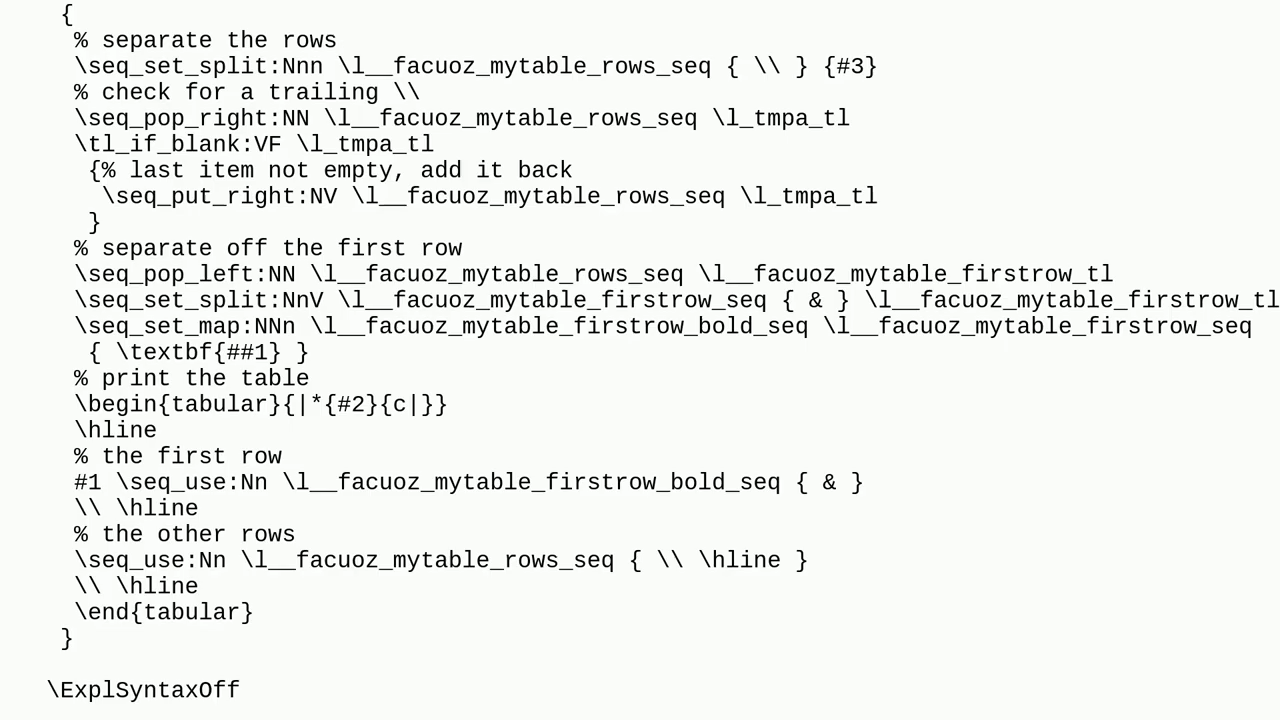 {
% separate the rows
\seq_set_split:Nnn \l__facuoz_mytable_rows_seq { \\ } {#3}
% check for a trailing \\
\seq_pop_right:NN \l__facuoz_mytable_rows_seq \l_tmpa_tl
\tl_if_blank:VF \l_tmpa_tl
{% last item not empty, add it back
\seq_put_right:NV \l__facuoz_mytable_rows_seq \l_tmpa_tl
}
% separate off the first row
\seq_pop_left:NN \l__facuoz_mytable_rows_seq \l__facuoz_mytable_firstrow_tl
\seq_set_split:NnV \l__facuoz_mytable_firstrow_seq { & } \l__facuoz_mytable_firstrow_tl
\seq_set_map:NNn \l__facuoz_mytable_firstrow_bold_seq \l__facuoz_mytable_firstrow_seq
{ \textbf{##1} }
% print the table
\begin{tabular}{|*{#2}{c|}}
\hline
% the first row
#1 \seq_use:Nn \l__facuoz_mytable_firstrow_bold_seq { & }
\\ \hline
% the other rows
\seq_use:Nn \l__facuoz_mytable_rows_seq { \\ \hline }
\\ \hline
\end{tabular}
}
\ExplSyntaxOff